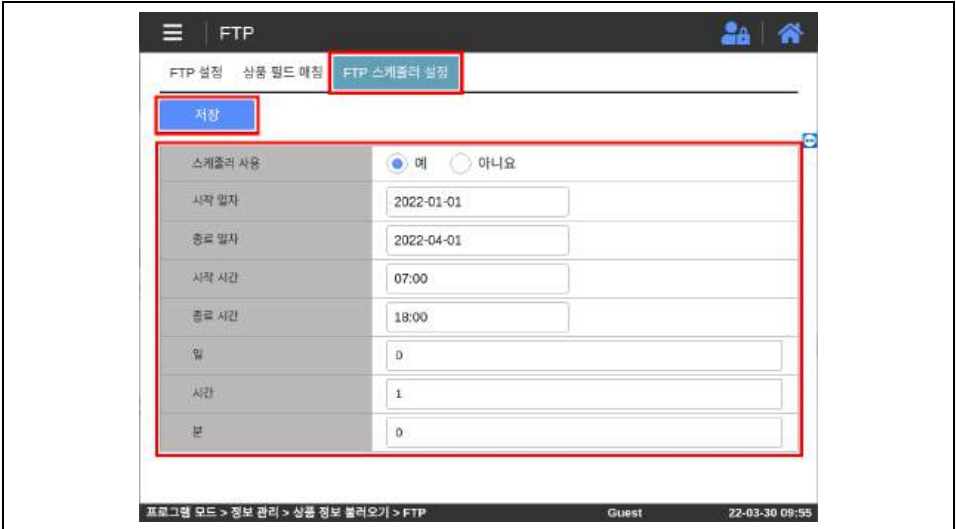 FTP
FTP 설정 상품 필드 매칭 FTP 스케줄러 설정
저장
스케줄러 사용 예 아니요
시작 일자 2022-01-01
종료 일자 2022-04-01
시작 시간 07:00
종료 시간 18:00
일 0
시간 1
분 0
프로그램 모드 > 정보 관리 > 상품 정보 불러오기 > FTP Guest 22-03-30 09:55